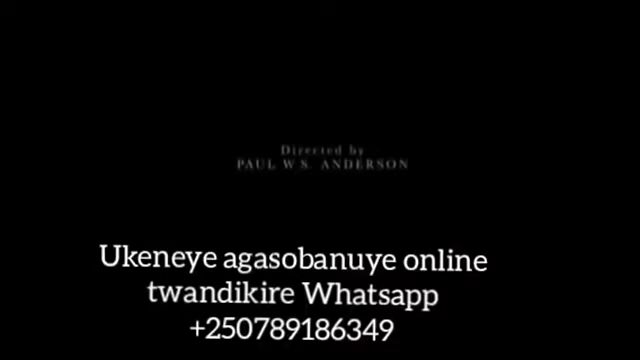 Directed by
PAUL W.S. ANDERSON
Ukeneye agasobanuye online
twandikire Whatsapp
+250789186349